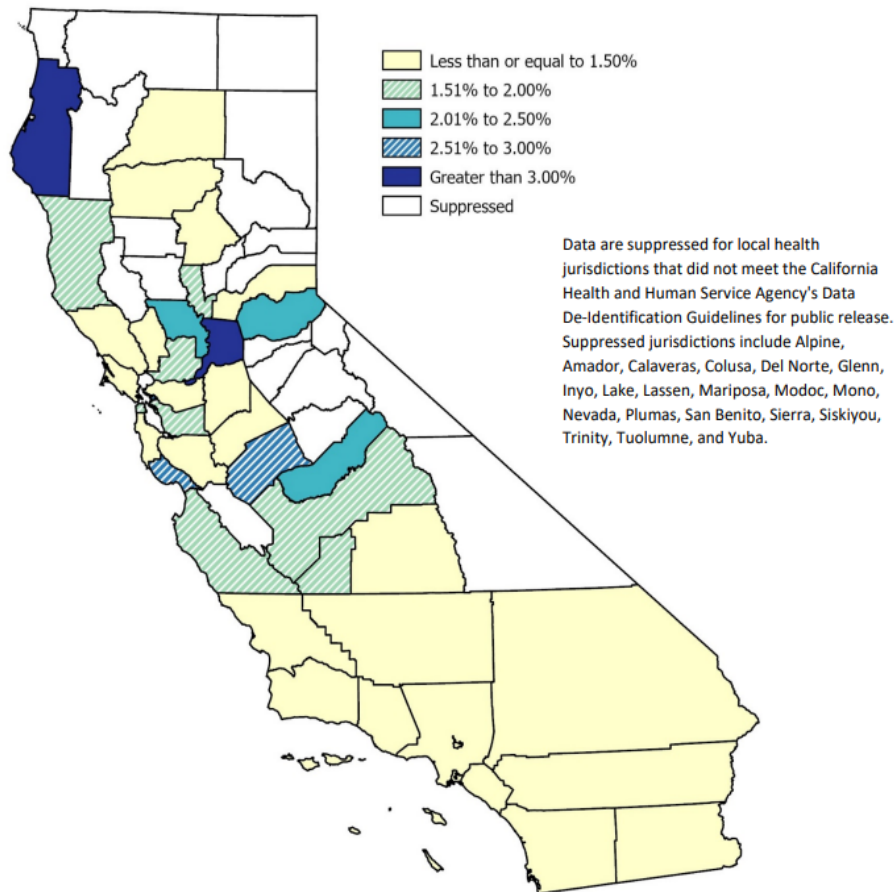 Less than or equal to 1.50%
1.51% to 2.00%
2.01% to 2.50%
2.51% to 3.00%
Greater than 3.00%
Suppressed
Data are suppressed for local health
jurisdictions that did not meet the California
Health and Human Service Agency's Data
De-Identification Guidelines for public release.
Suppressed jurisdictions include Alpine,
Amador, Calaveras, Colusa, Del Norte, Glenn,
Inyo, Lake, Lassen, Mariposa, Modoc, Mono,
Nevada, Plumas, San Benito, Sierra, Siskiyou,
Trinity, Tuolumne, and Yuba.